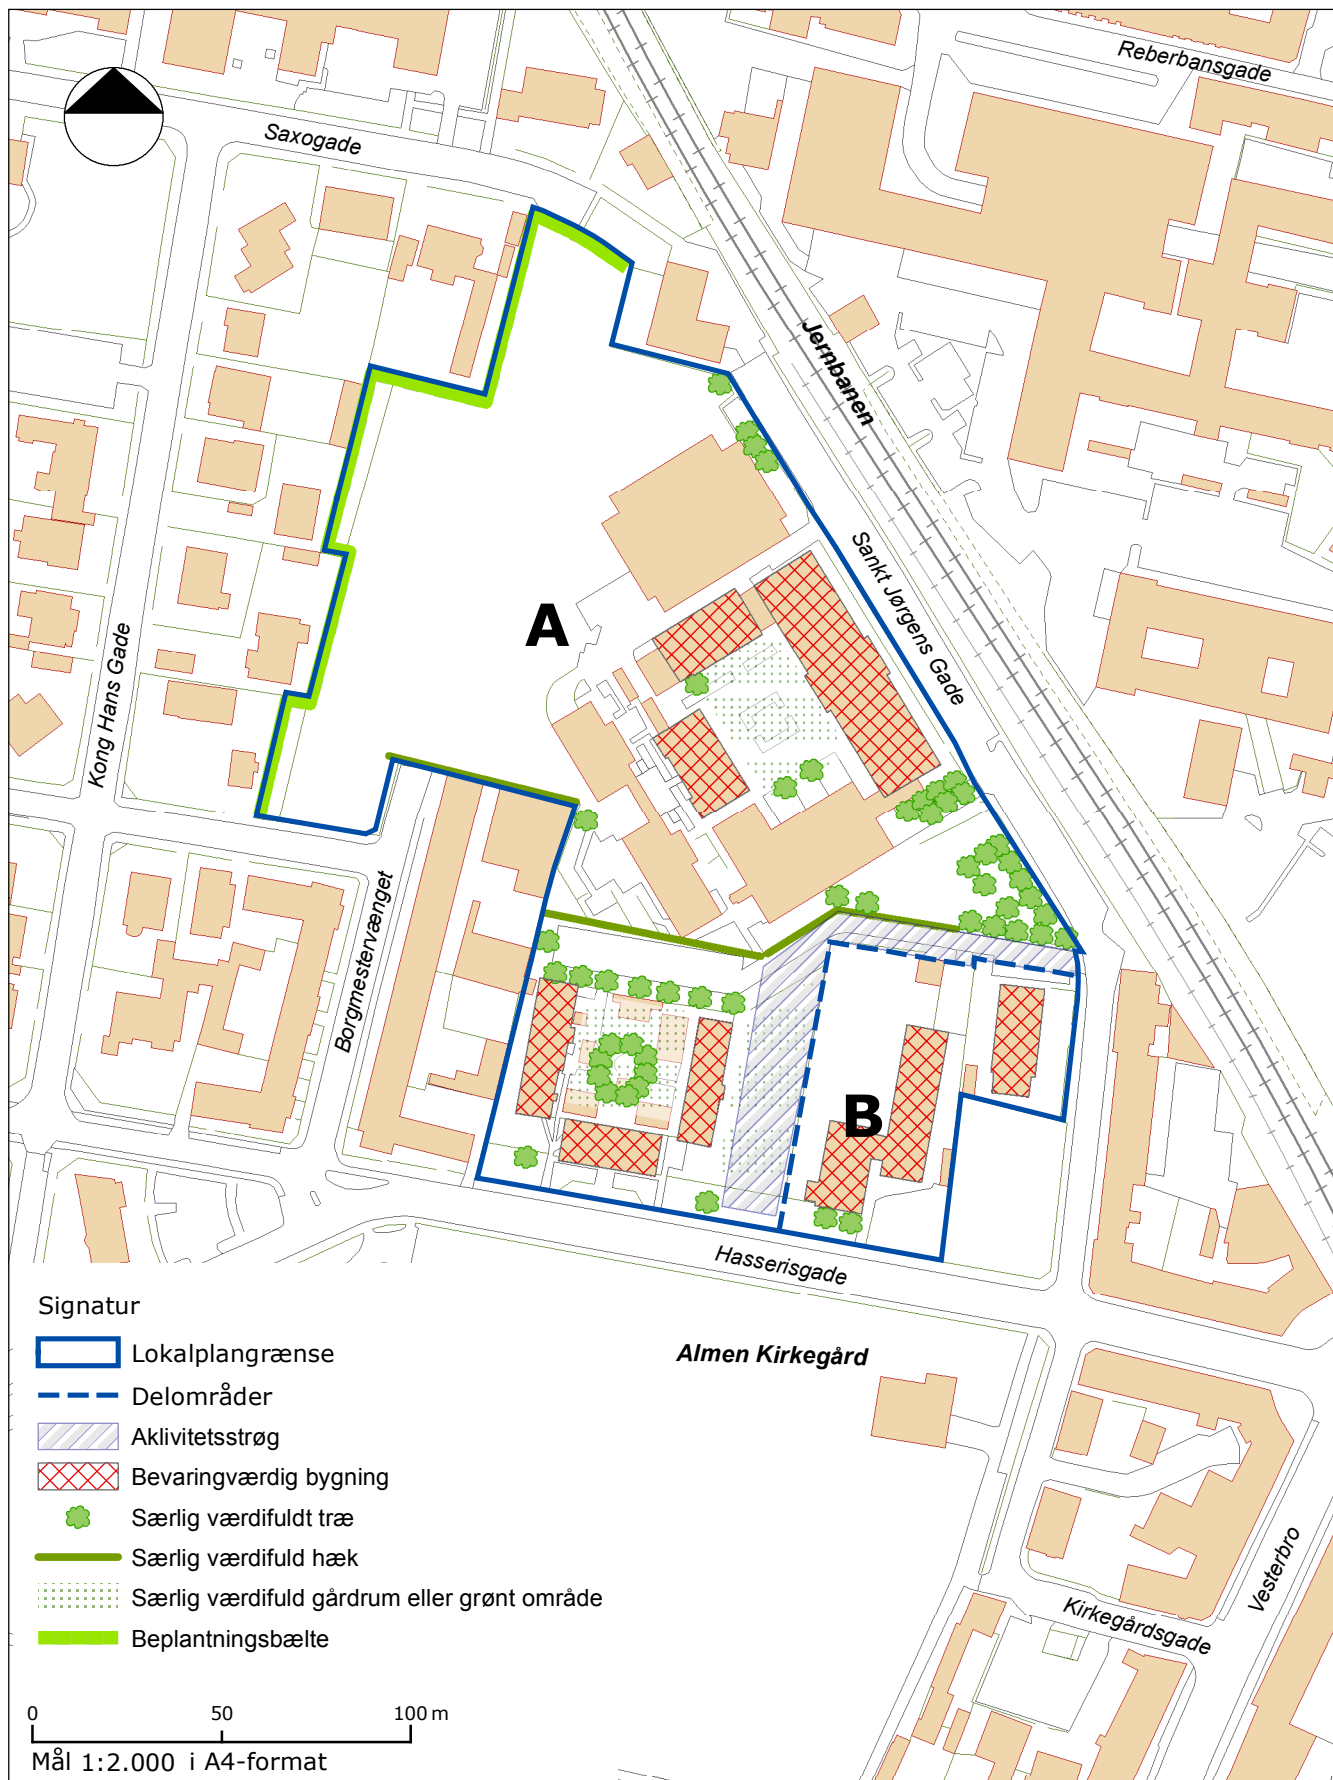 Reberbansgade
Saxogade
Jernbanen
Sankt Jørgens Gade
A
Kong Hans Gade
Borgmestervænget
B
Hasserisgade
Almen Kirkegård
Vesterbro
Kirkegårdsgade
Signatur
Lokalplangrænse
Delområder
Aklivitetsstrøg
Bevaringværdig bygning
Særlig værdifuldt træ
Særlig værdifuld hæk
Særlig værdifuld gårdrum eller grønt område
Beplantningsbælte
0 50 100 m
Mål 1:2.000 i A4-format